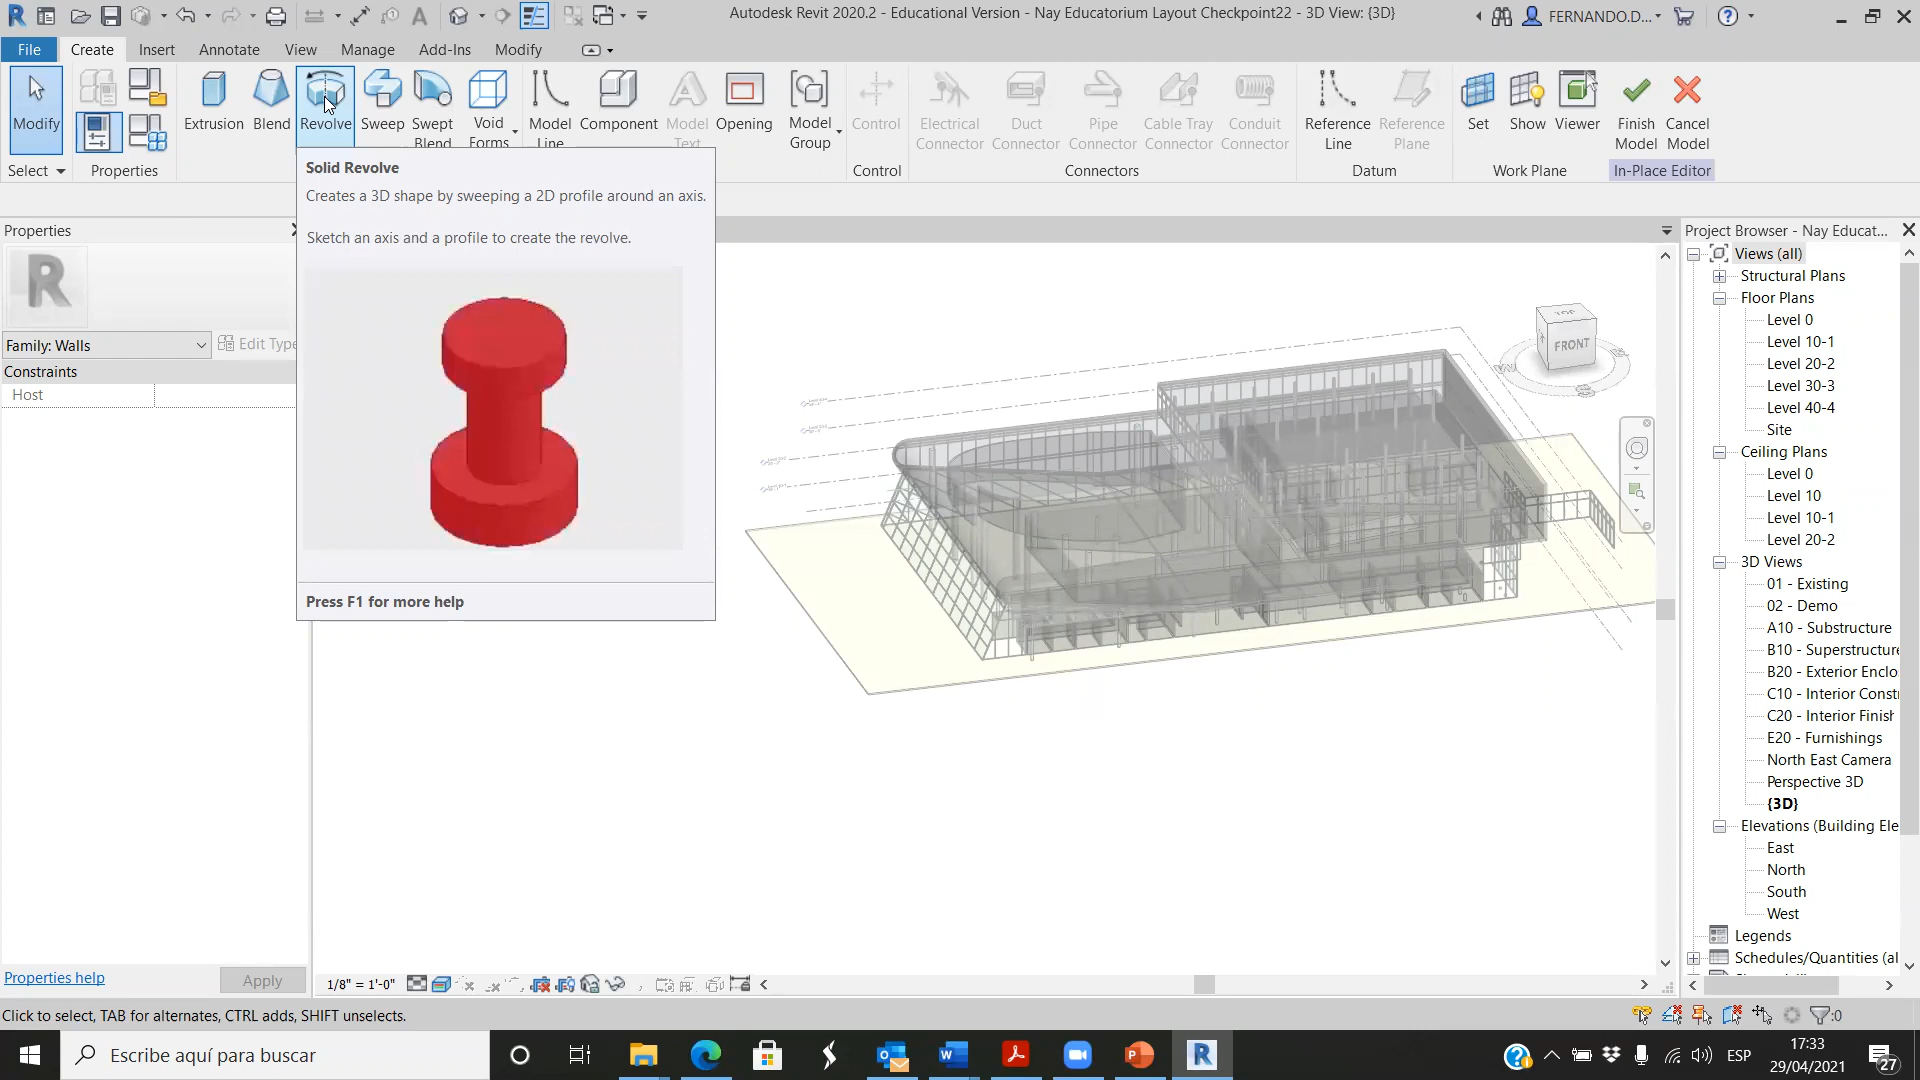 Autodesk Revit 2020.2 - Educational Version - Nay Educatorium Layout Checkpoint22 - 3D View: {3D}
FERNANDO.D...
File Create Insert Annotate View Manage Add-Ins Modify
Modify
Extrusion Blend Revolve Sweep Swept Blend Void Forms
Model Line Component Model Text Opening Model Group
Control
Electrical Connector Duct Connector Pipe Connector Cable Tray Connector Conduit Connector
Reference Line Reference Plane
Set Show Viewer
Finish Model Cancel Model
Select Properties Control Connectors Datum Work Plane In-Place Editor
Solid Revolve
Creates a 3D shape by sweeping a 2D profile around an axis.
Sketch an axis and a profile to create the revolve.
Press F1 for more help
Properties
R
Family: Walls
Edit Type
Constraints
Host
Properties help
Apply
TOP
FRONT
Project Browser - Nay Educat...
Views (all)
Structural Plans
Floor Plans
Level 0
Level 10-1
Level 20-2
Level 30-3
Level 40-4
Site
Ceiling Plans
Level 0
Level 10
Level 10-1
Level 20-2
3D Views
01 - Existing
02 - Demo
A10 - Substructure
B10 - Superstructure
B20 - Exterior Enclo
C10 - Interior Const
C20 - Interior Finish
E20 - Furnishings
North East Camera
Perspective 3D
{3D}
Elevations (Building Ele
East
North
South
West
Legends
Schedules/Quantities (al
1/8" = 1'-0"
Click to select, TAB for alternates, CTRL adds, SHIFT unselects.
:0
Escribe aquí para buscar
ESP
17:33
29/04/2021
27